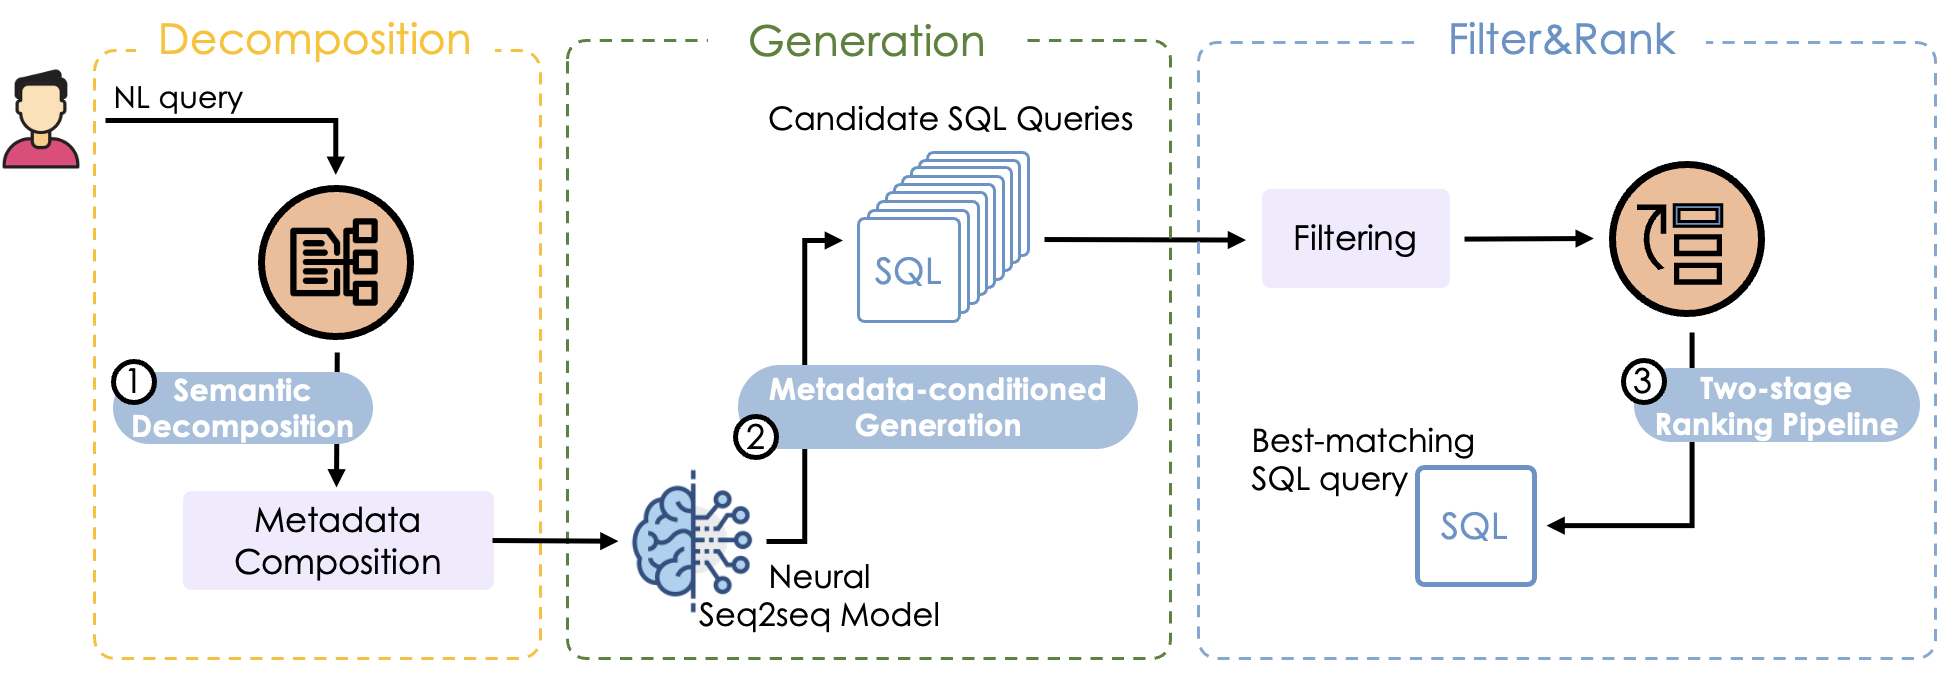 Decomposition
NL query
1
Semantic
Decomposition
Metadata
Composition
Generation
Candidate SQL Queries
SQL
2
Metadata-conditioned
Generation
Neural
Seq2seq Model
Filter&Rank
Filtering
3
Two-stage
Ranking Pipeline
Best-matching
SQL query
SQL